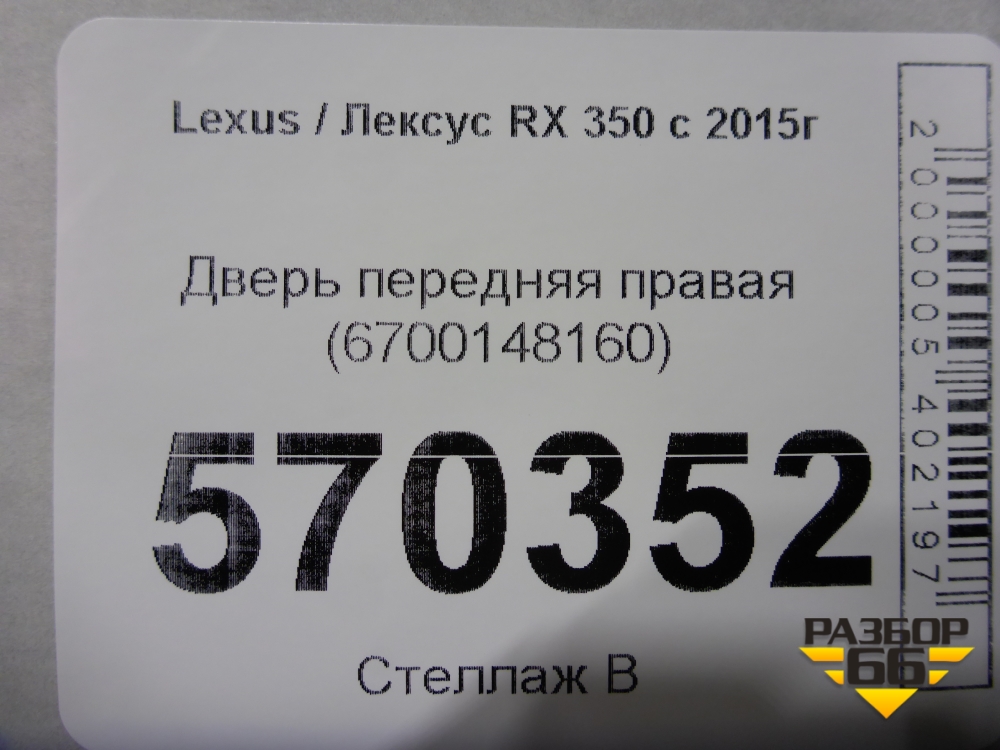 Lexus / Лексус RX 350 с 2015г
Дверь передняя правая
(6700148160)
570352
Стеллаж В
2000005402197
РАЗБОР
66